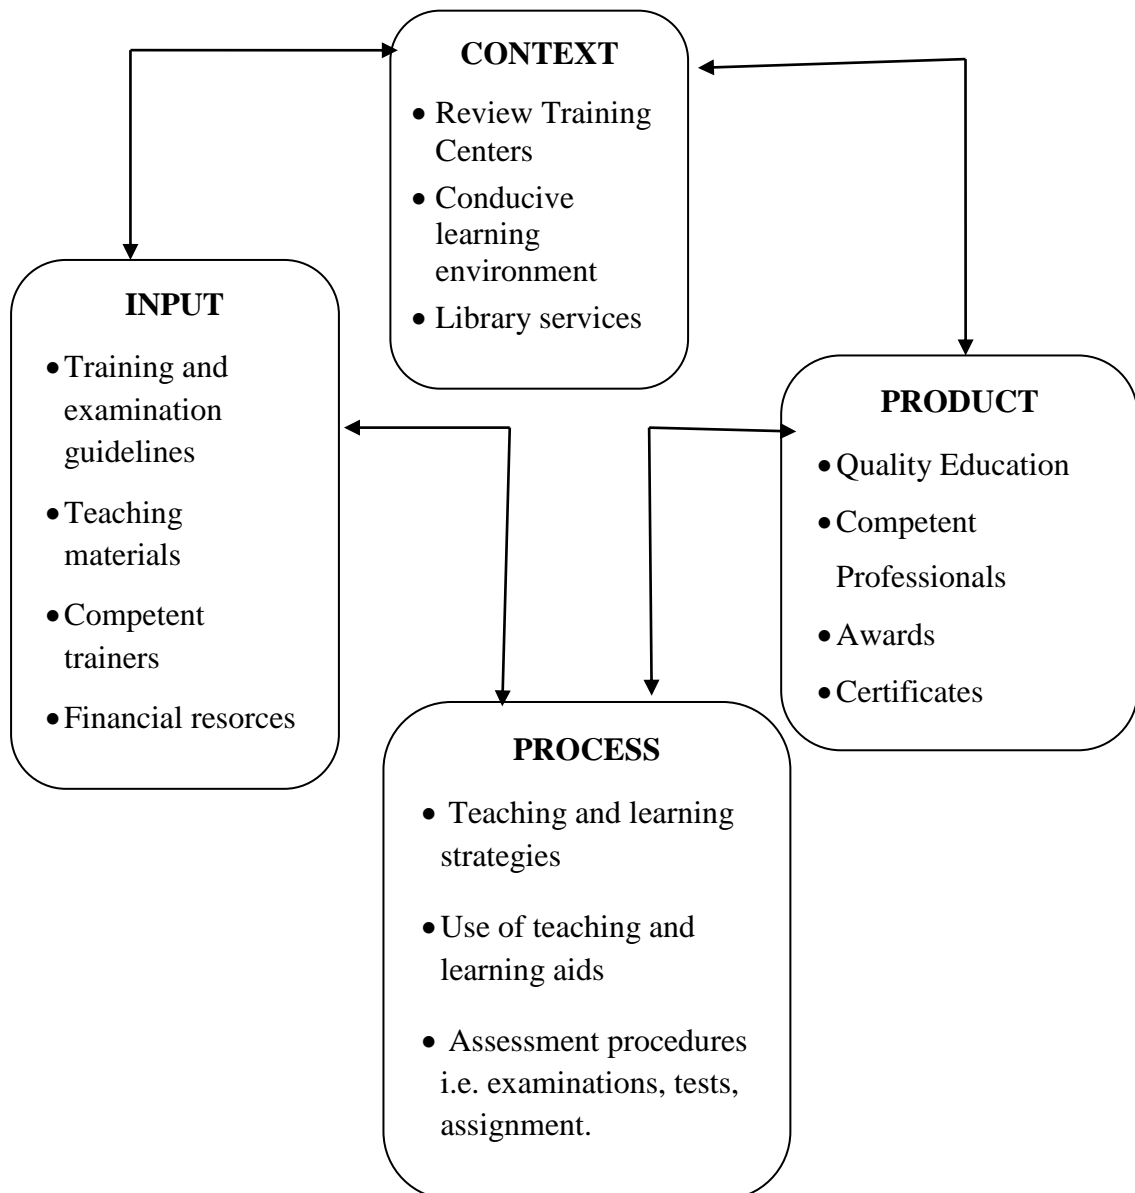 CONTEXT
• Review Training
Centers
• Conducive
learning
environment
• Library services
INPUT
• Training and
examination
guidelines
• Teaching
materials
• Competent
trainers
• Financial resorces
PRODUCT
• Quality Education
• Competent
Professionals
• Awards
• Certificates
PROCESS
• Teaching and learning
strategies
• Use of teaching and
learning aids
• Assessment procedures
i.e. examinations, tests,
assignment.